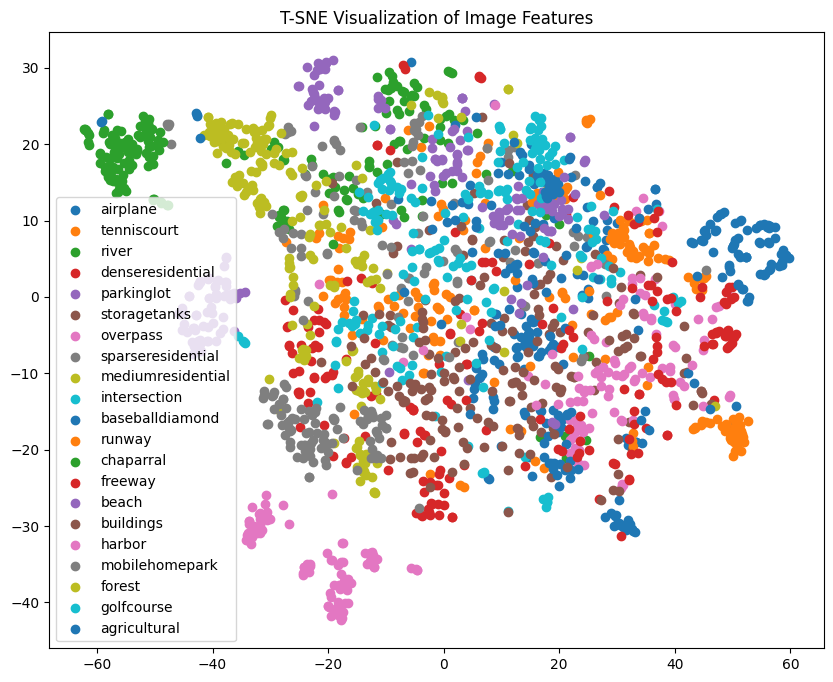 T-SNE Visualization of Image Features
30
20
10
0
−10
−20
−30
−40
airplane
tenniscourt
river
denseresidential
parkinglot
storagetanks
overpass
sparseresidential
mediumresidential
intersection
baseballdiamond
runway
chaparral
freeway
beach
buildings
harbor
mobilehomepark
forest
golfcourse
agricultural
−60 −40 −20 0 20 40 60